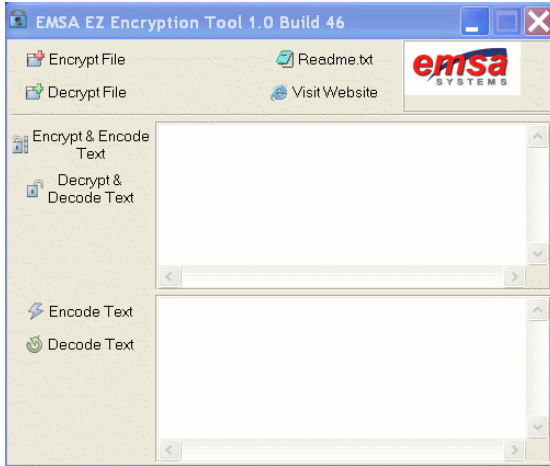 EMSA EZ Encryption Tool 1.0 Build 46
Encrypt File
Readme.txt
Decrypt File
Visit Website
emsa
SYSTEMS
Encrypt & Encode
Text
Decrypt &
Decode Text
Encode Text
Decode Text